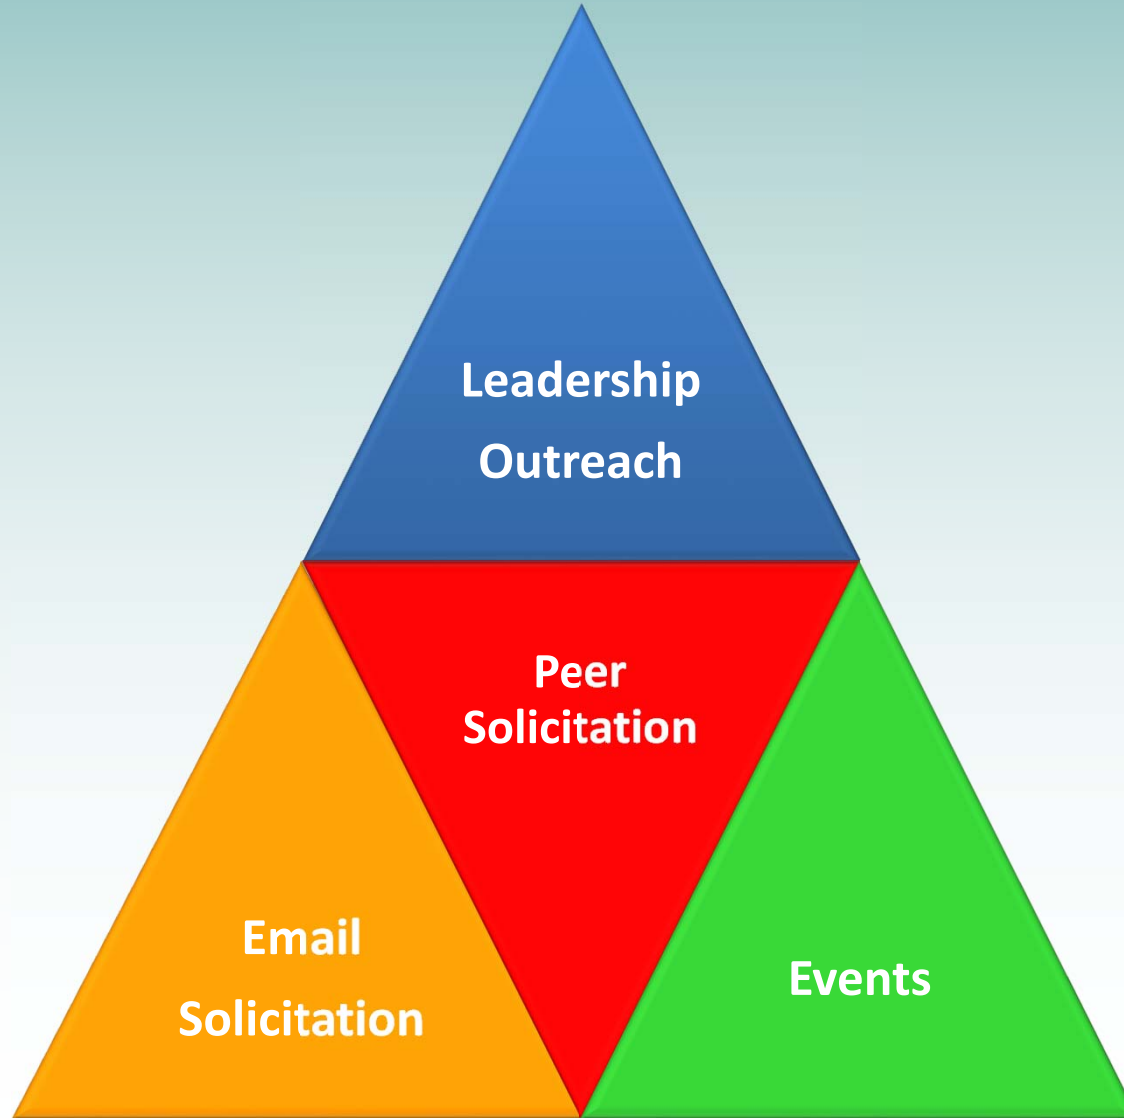 Leadership
Outreach
Peer
Solicitation
Email
Solicitation
Events